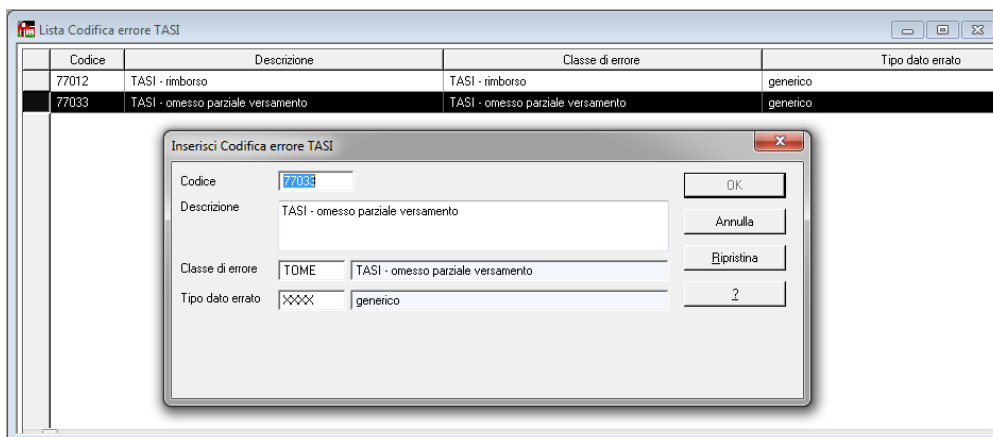 Lista Codifica errore TASI
Codice Descrizione Classe di errore Tipo dato errato
77012 TASI - rimborso TASI - rimborso generico
77033 TASI - omesso parziale versamento TASI - omesso parziale versamento generico
Inserisci Codifica errore TASI
Codice 77033 OK
Descrizione TASI - omesso parziale versamento Annulla
Ripristina
Classe di errore TOME TASI - omesso parziale versamento
Tipo dato errato XXXX generico ?